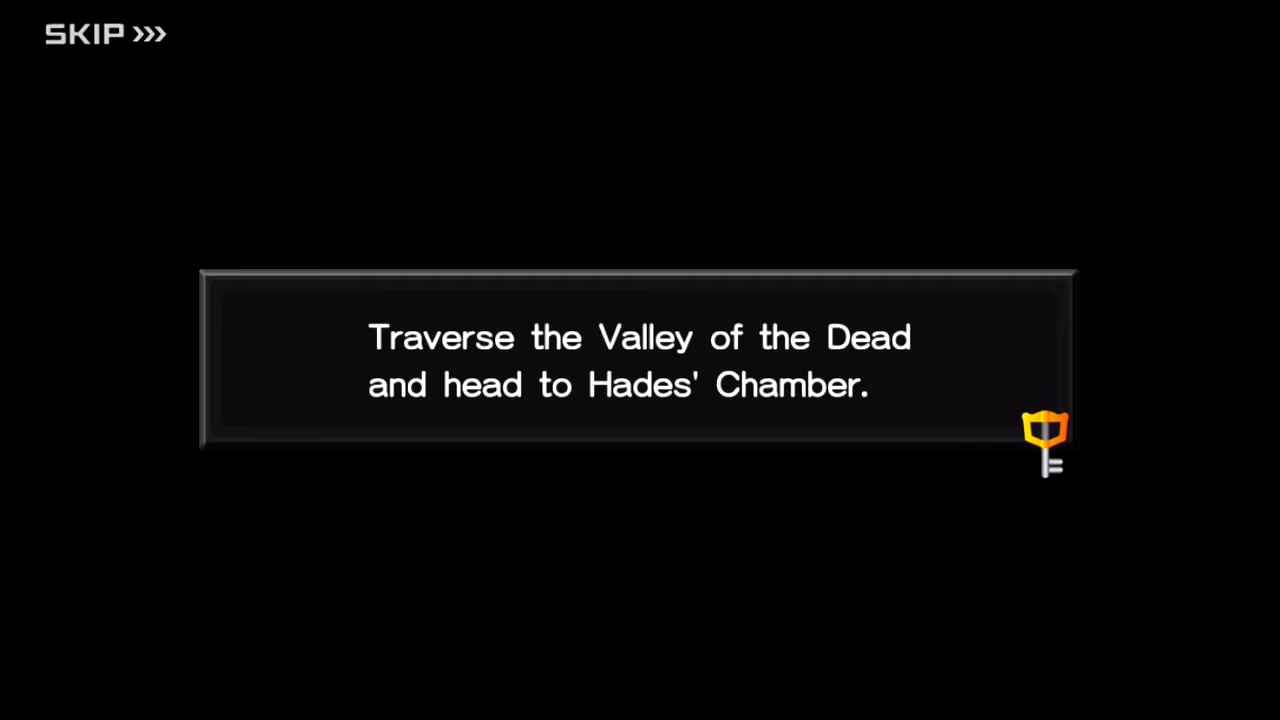 SKIP >>>
Traverse the Valley of the Dead
and head to Hades' Chamber.